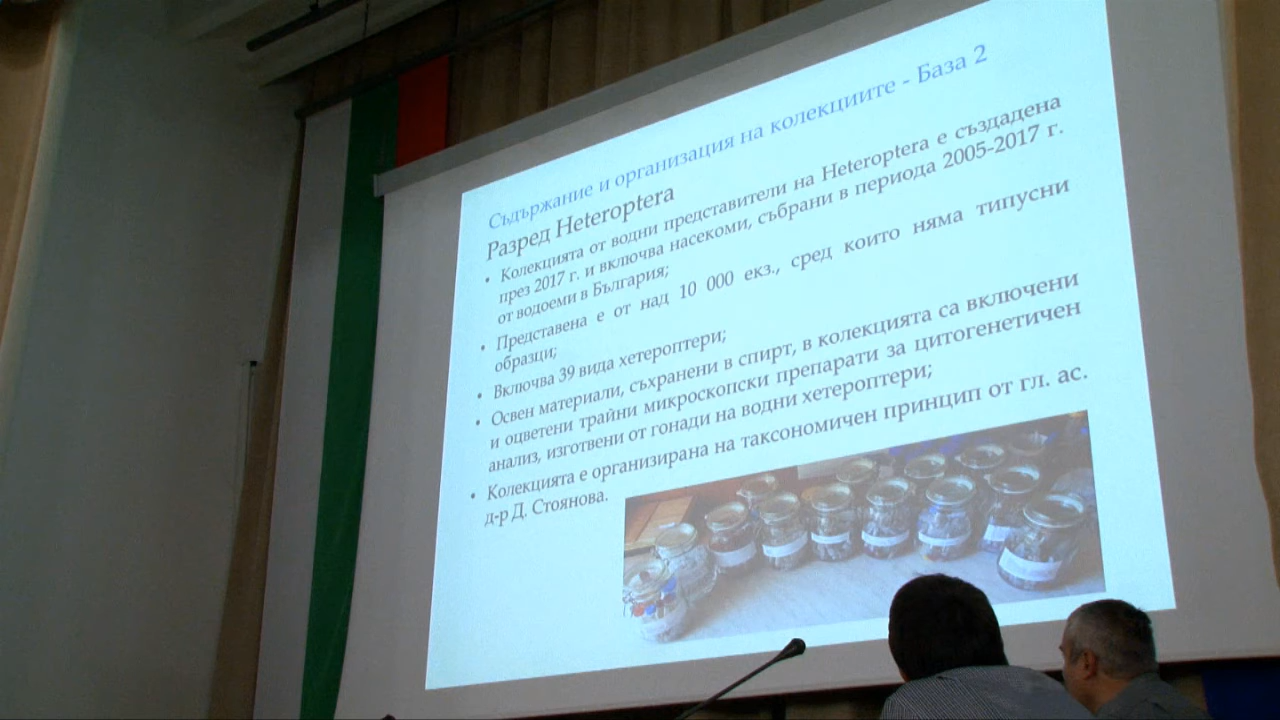 Съдържание и организация на колекциите - База 2
Разред Heteroptera
• Колекцията от водни представители на Heteroptera е създадена
през 2017 г. и включва насекоми, събрани в периода 2005-2017 г.
от водоеми в България;
• Представена е от над 10 000 екз., сред които няма типусни
образци;
• Включва 39 вида хетероптери;
• Освен материали, съхранени в спирт, в колекцията са включени
и оцветени трайни микроскопски препарати за цитогенетичен
анализ, изготвени от гонади на водни хетероптери;
• Колекцията е организирана на таксономичен принцип от гл. ас.
д-р Д. Стоянова.